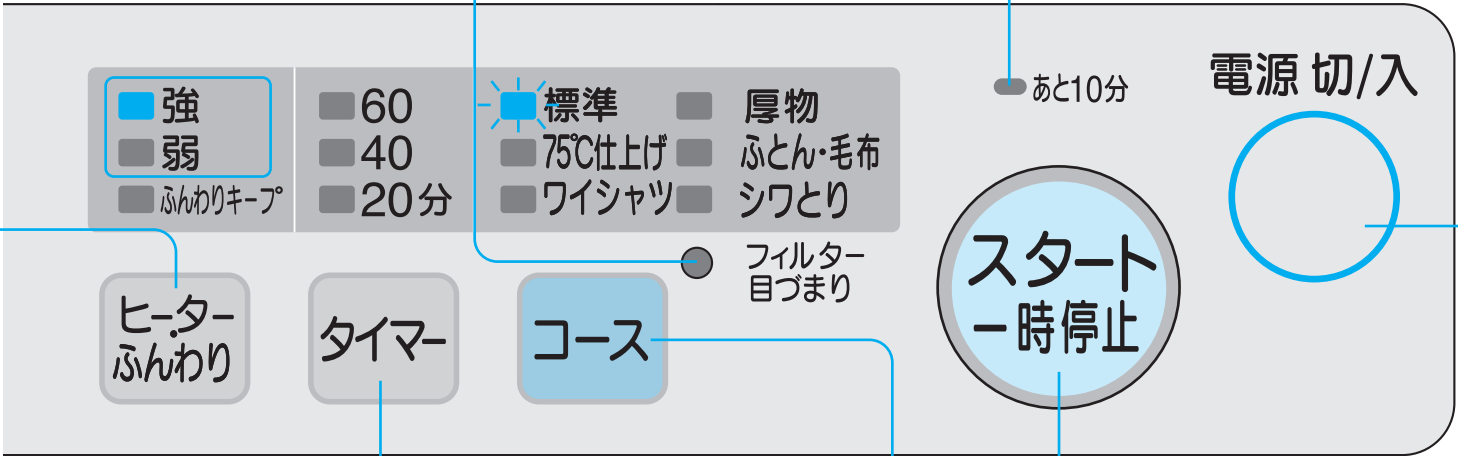 強
弱
ふんわりキープ
60
40
20分
標準
75℃仕上げ
ワイシャツ
厚物
ふとん・毛布
シワとり
あと10分
電源 切/入
フィルター
目づまり
ヒーター
・
ふんわり
タイマー
コース
スタート
一時停止